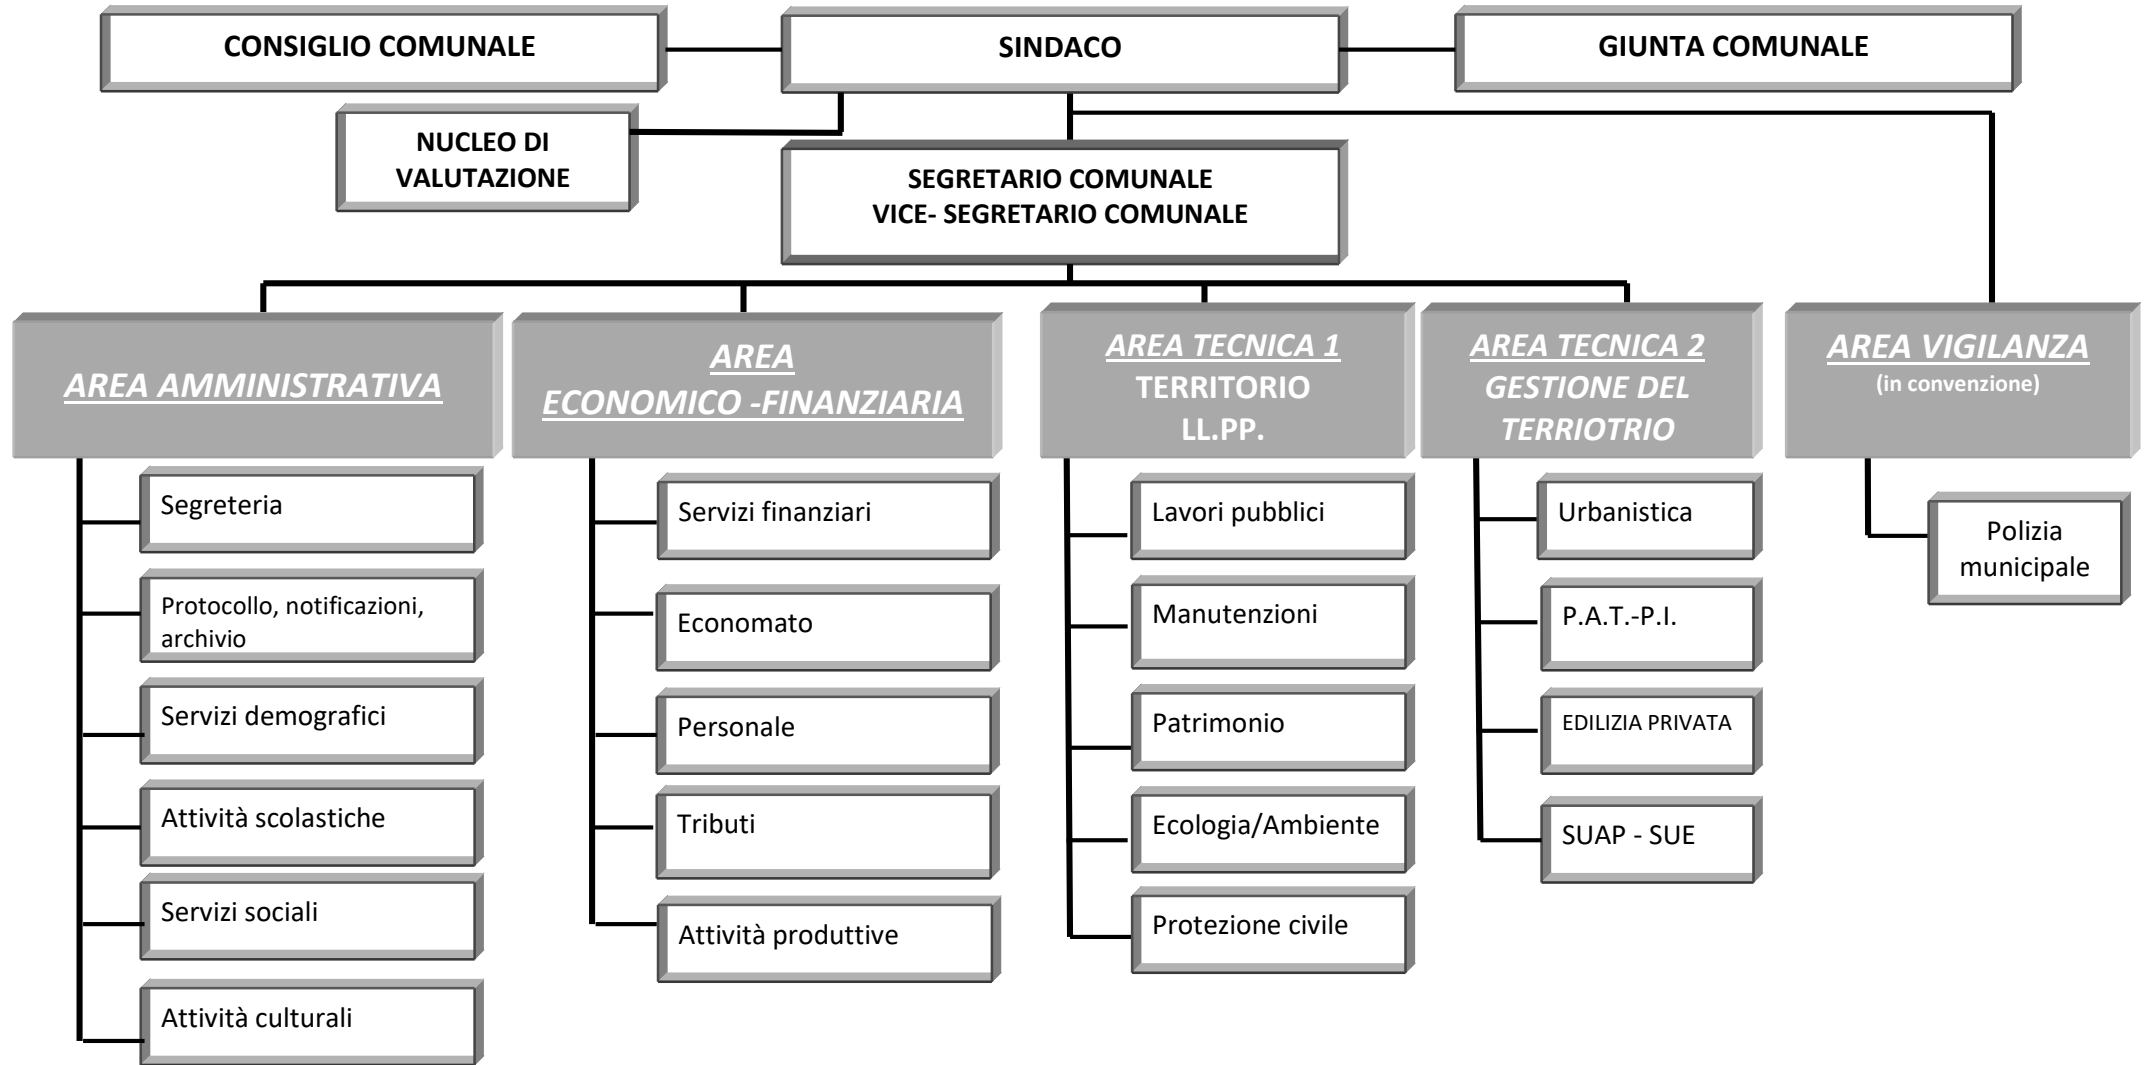 CONSIGLIO COMUNALE
SINDACO
GIUNTA COMUNALE
NUCLEO DI
VALUTAZIONE
SEGRETARIO COMUNALE
VICE- SEGRETARIO COMUNALE
AREA AMMINISTRATIVA
Segreteria
Protocollo, notificazioni,
archivio
Servizi demografici
Attività scolastiche
Servizi sociali
Attività culturali
AREA
ECONOMICO -FINANZIARIA
Servizi finanziari
Economato
Personale
Tributi
Attività produttive
AREA TECNICA 1
TERRITORIO
LL.PP.
Lavori pubblici
Manutenzioni
Patrimonio
Ecologia/Ambiente
Protezione civile
AREA TECNICA 2
GESTIONE DEL
TERRIOTRIO
Urbanistica
P.A.T.-P.I.
EDILIZIA PRIVATA
SUAP - SUE
AREA VIGILANZA
(in convenzione)
Polizia
municipale